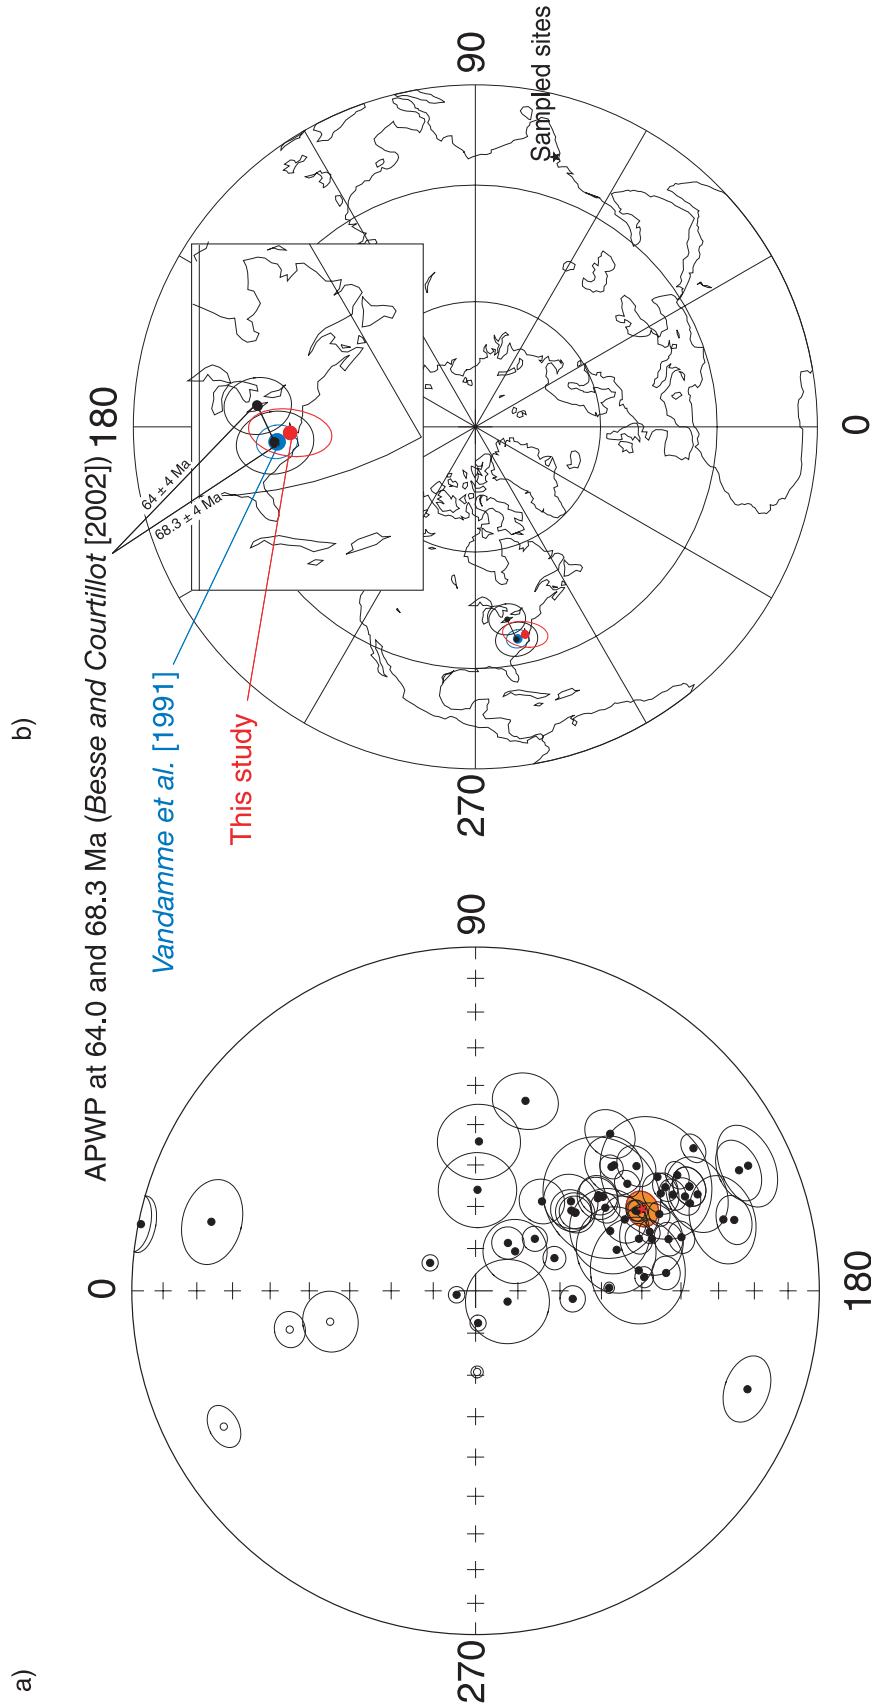 a)
0
90
180
270
b)
APWP at 64.0 and 68.3 Ma (Besse and Courtillot [2002])
Vandamme et al. [1991]
This study
64 ± 4 Ma
68.3 ± 4 Ma
180
90
0
270
Sampled sites